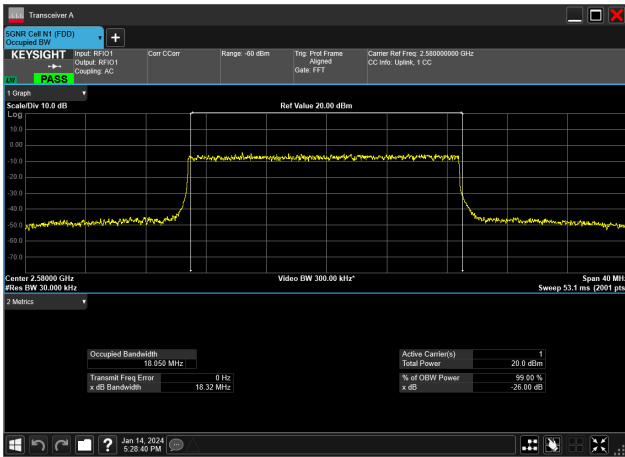 Transceiver A
5GNR Cell N1 (FDD)
Occupied BW
KEYSIGHT
LNI
PASS
Input: RFIO1
Output: RFIO1
Coupling: AC
Corr CCorr
Range: -60 dBm
Trig: Prot Frame
Aligned
Gate: FFT
Carrier Ref Freq: 2.580000000 GHz
CC Info: Uplink, 1 CC
1 Graph
Scale/Div 10.0 dB
Ref Value 20.00 dBm
Log
10.0
0.00
-10.0
-20.0
-30.0
-40.0
-50.0
-60.0
-70.0
Center 2.58000 GHz
Video BW 300.00 kHz*
Span 40 MHz
#Res BW 30.000 kHz
Sweep 53.1 ms (2001 pts
2 Metrics
Occupied Bandwidth
18.050 MHz
Transmit Freq Error 0 Hz
x dB Bandwidth 18.32 MHz
Active Carrier(s) 1
Total Power 20.0 dBm
% of OBW Power 99.00 %
x dB -26.00 dB
?
Jan 14, 2024
5:28:40 PM